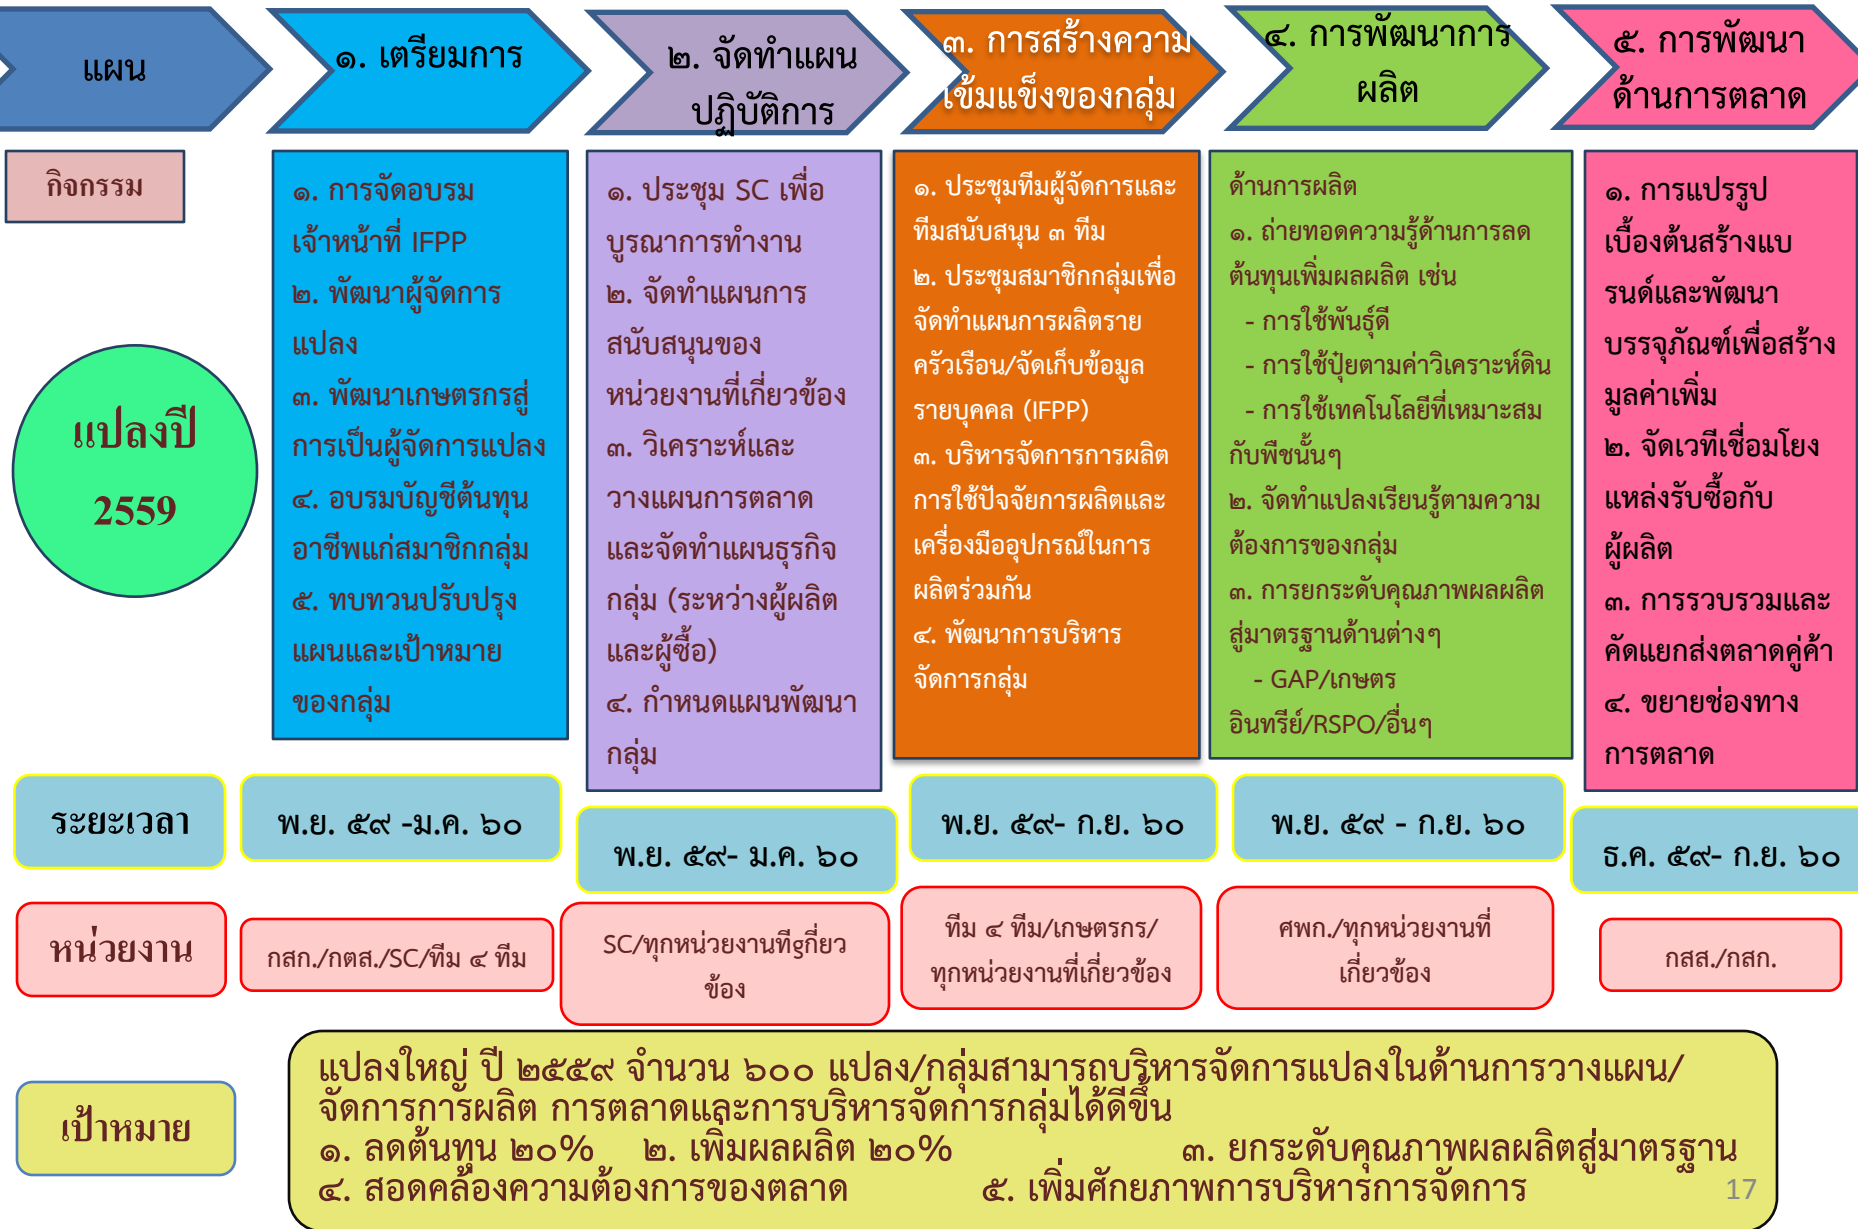 แผน
๑. เตรียมการ
๒. จัดทำแผน
ปฏิบัติการ
๓. การสร้างความ
เข้มแข็งของกลุ่ม
๔. การพัฒนาการ
ผลิต
๕. การพัฒนา
ด้านการตลาด
กิจกรรม
แปลงปี
2559
๑. การจัดอบรม
เจ้าหน้าที่ IFPP
๒. พัฒนาผู้จัดการ
แปลง
๓. พัฒนาเกษตรกรสู่
การเป็นผู้จัดการแปลง
๔. อบรมบัญชีต้นทุน
อาชีพแก่สมาชิกกลุ่ม
๕. ทบทวนปรับปรุง
แผนและเป้าหมาย
ของกลุ่ม
๑. ประชุม SC เพื่อ
บูรณาการทำงาน
๒. จัดทำแผนการ
สนับสนุนของ
หน่วยงานที่เกี่ยวข้อง
๓. วิเคราะห์และ
วางแผนการตลาด
และจัดทำแผนธุรกิจ
กลุ่ม (ระหว่างผู้ผลิต
และผู้ซื้อ)
๔. กำหนดแผนพัฒนา
กลุ่ม
๑. ประชุมทีมผู้จัดการและ
ทีมสนับสนุน ๓ ทีม
๒. ประชุมสมาชิกกลุ่มเพื่อ
จัดทำแผนการผลิตราย
ครัวเรือน/จัดเก็บข้อมูล
รายบุคคล (IFPP)
๓. บริหารจัดการการผลิต
การใช้ปัจจัยการผลิตและ
เครื่องมืออุปกรณ์ในการ
ผลิตร่วมกัน
๔. พัฒนาการบริหาร
จัดการกลุ่ม
ด้านการผลิต
๑. ถ่ายทอดความรู้ด้านการลด
ต้นทุนเพิ่มผลผลิต เช่น
- การใช้พันธุ์ดี
- การใช้ปุ๋ยตามค่าวิเคราะห์ดิน
- การใช้เทคโนโลยีที่เหมาะสม
กับพืชนั้นๆ
๒. จัดทำแปลงเรียนรู้ตามความ
ต้องการของกลุ่ม
๓. การยกระดับคุณภาพผลผลิต
สู่มาตรฐานด้านต่างๆ
- GAP/เกษตร
อินทรีย์/RSPO/อื่นๆ
๑. การแปรรูป
เบื้องต้นสร้างแบ
รนด์และพัฒนา
บรรจุภัณฑ์เพื่อสร้าง
มูลค่าเพิ่ม
๒. จัดเวทีเชื่อมโยง
แหล่งรับซื้อกับ
ผู้ผลิต
๓. การรวบรวมและ
คัดแยกส่งตลาดคู่ค้า
๔. ขยายช่องทาง
การตลาด
ระยะเวลา
พ.ย. ๕๙ -ม.ค. ๖๐
พ.ย. ๕๙- ม.ค. ๖๐
พ.ย. ๕๙- ก.ย. ๖๐
พ.ย. ๕๙ - ก.ย. ๖๐
ธ.ค. ๕๙- ก.ย. ๖๐
หน่วยงาน
กสก./กตส./SC/ทีม ๔ ทีม
SC/ทุกหน่วยงานทีgกี่ยว
ข้อง
ทีม ๔ ทีม/เกษตรกร/
ทุกหน่วยงานที่เกี่ยวข้อง
ศพก./ทุกหน่วยงานที่
เกี่ยวข้อง
กสส./กสก.
เป้าหมาย
แปลงใหญ่ ปี ๒๕๕๙ จำนวน ๖๐๐ แปลง/กลุ่มสามารถบริหารจัดการแปลงในด้านการวางแผน/
จัดการการผลิต การตลาดและการบริหารจัดการกลุ่มได้ดีขึ้น
๑. ลดต้นทุน ๒๐% ๒. เพิ่มผลผลิต ๒๐% ๓. ยกระดับคุณภาพผลผลิตสู่มาตรฐาน
๔. สอดคล้องความต้องการของตลาด ๕. เพิ่มศักยภาพการบริหารการจัดการ
17